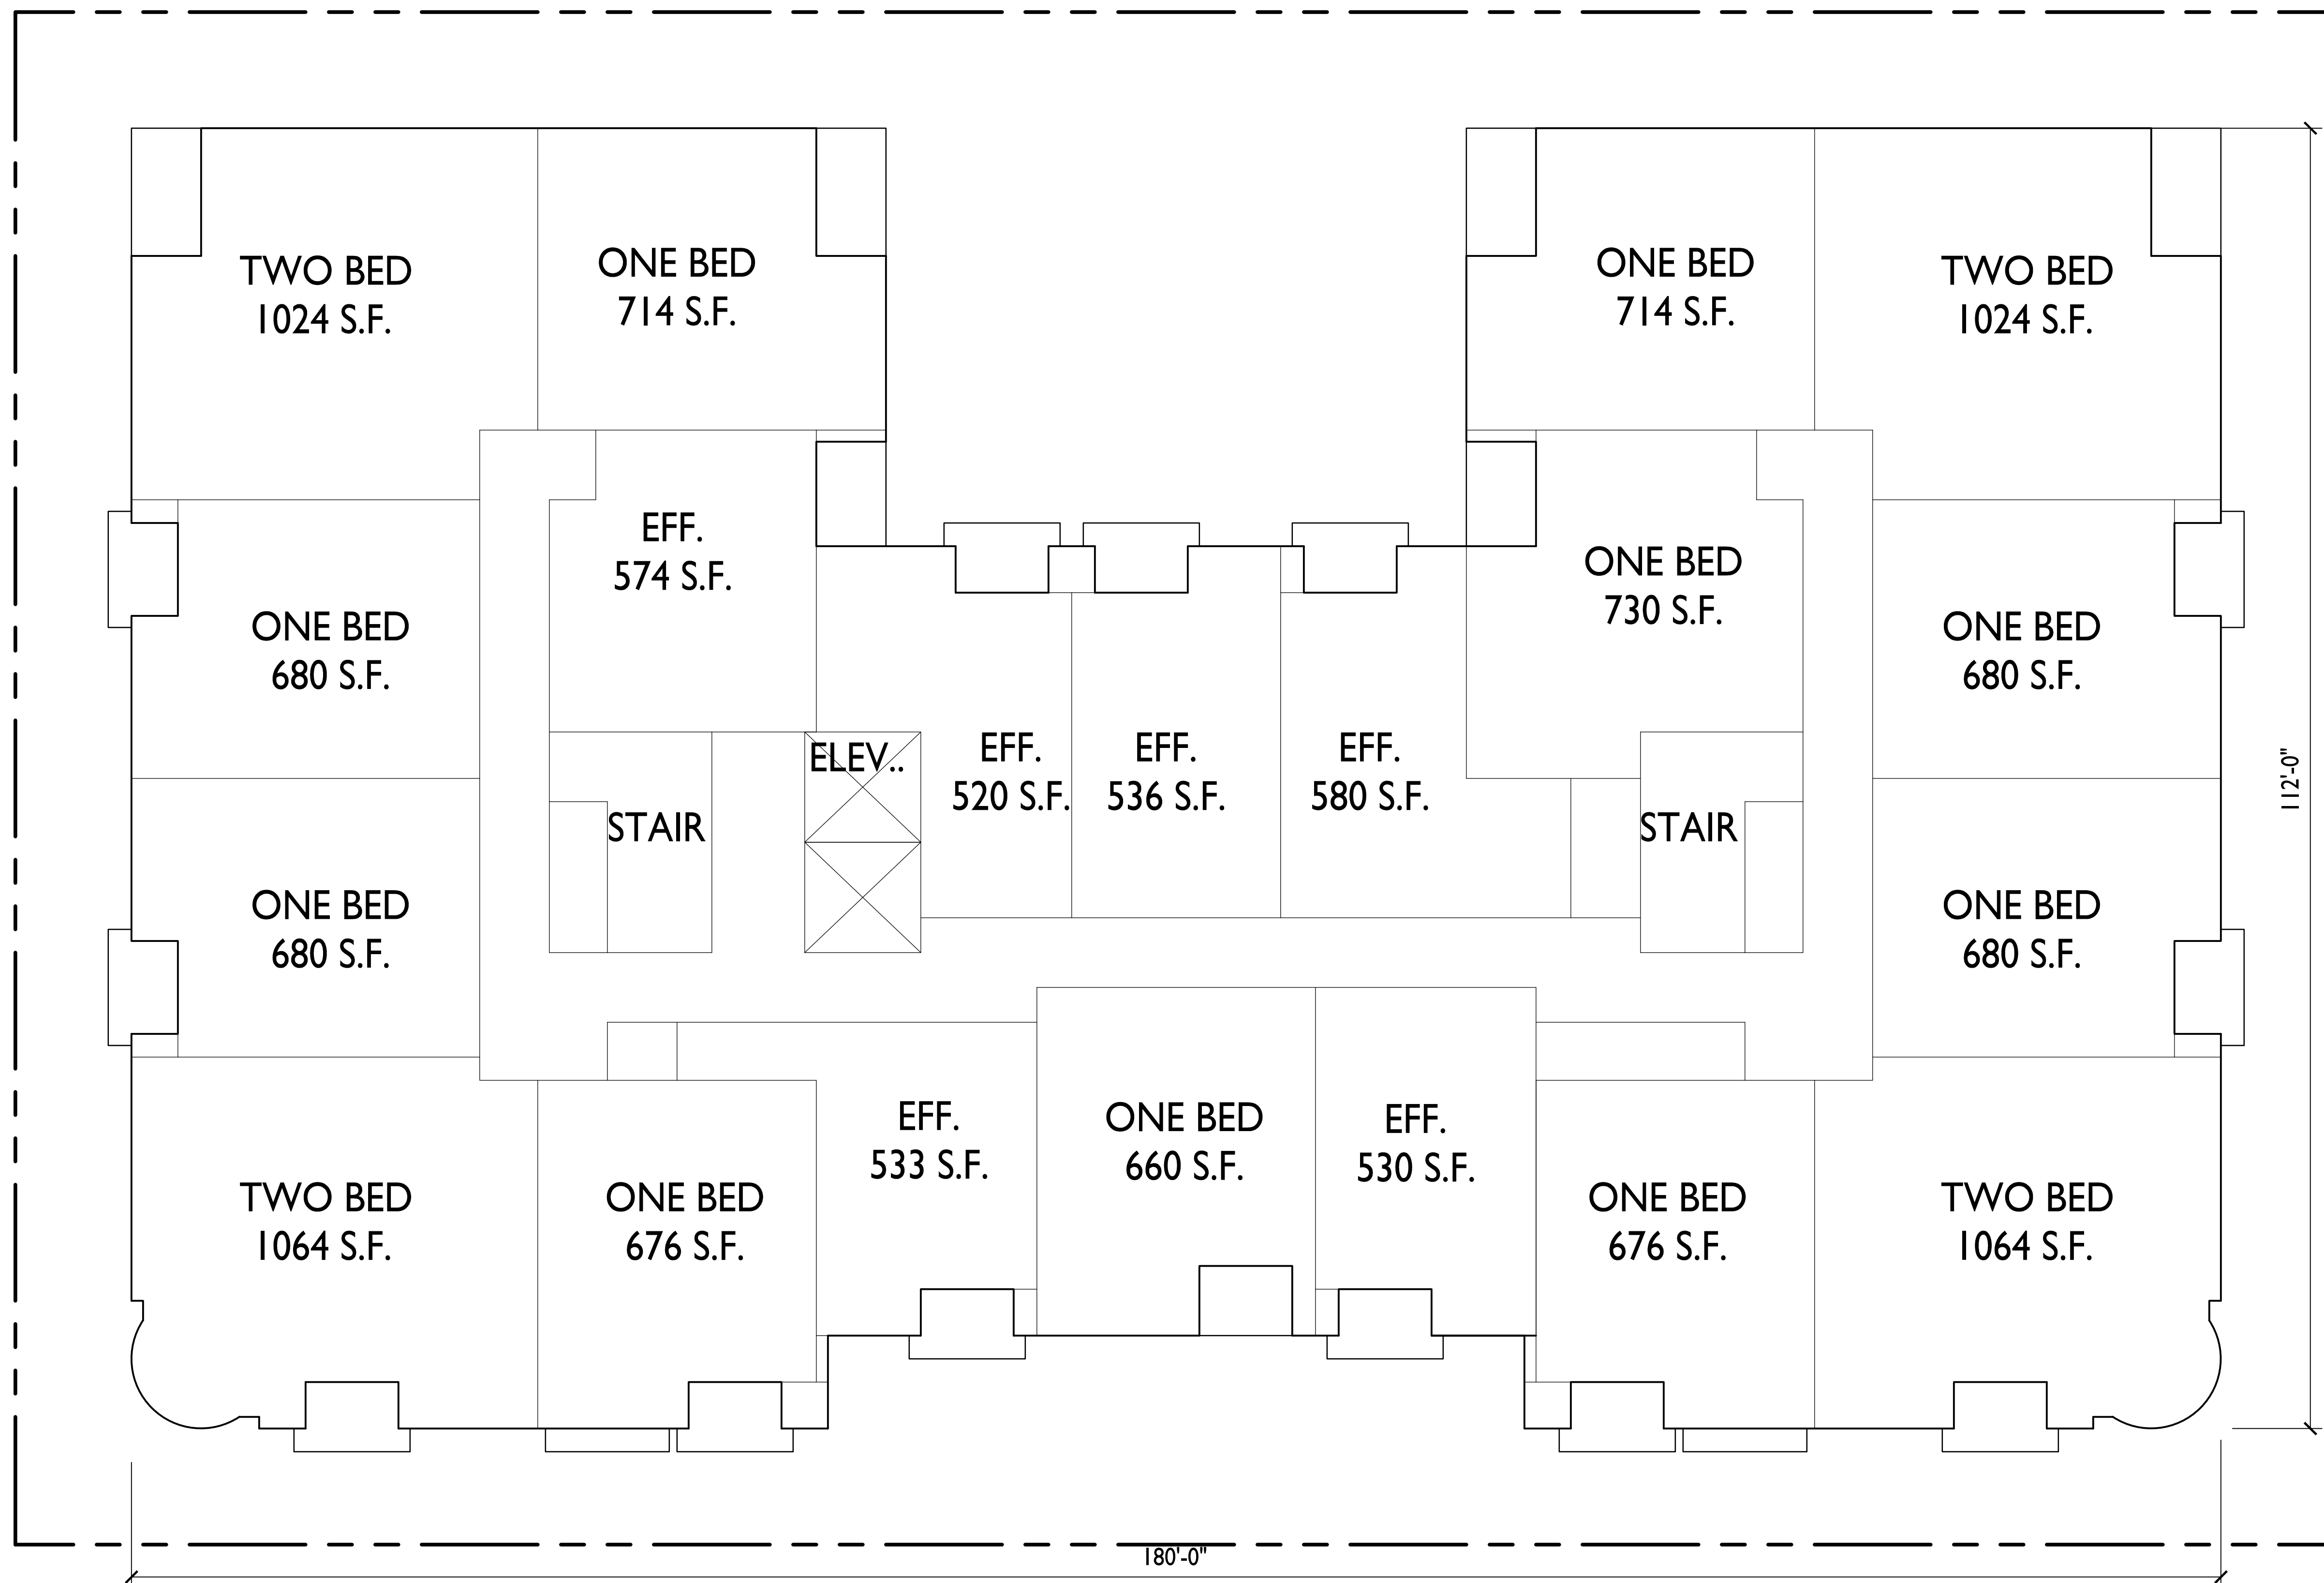 TWO BED
1024 S.F.
ONE BED
714 S.F.
ONE BED
714 S.F.
TWO BED
1024 S.F.
EFF.
574 S.F.
ONE BED
730 S.F.
ONE BED
680 S.F.
ONE BED
680 S.F.
ELEV..
EFF.
520 S.F.
EFF.
536 S.F.
EFF.
580 S.F.
112'-0"
STAIR
STAIR
ONE BED
680 S.F.
ONE BED
680 S.F.
EFF.
533 S.F.
ONE BED
660 S.F.
EFF.
530 S.F.
TWO BED
1064 S.F.
ONE BED
676 S.F.
ONE BED
676 S.F.
TWO BED
1064 S.F.
180'-0"